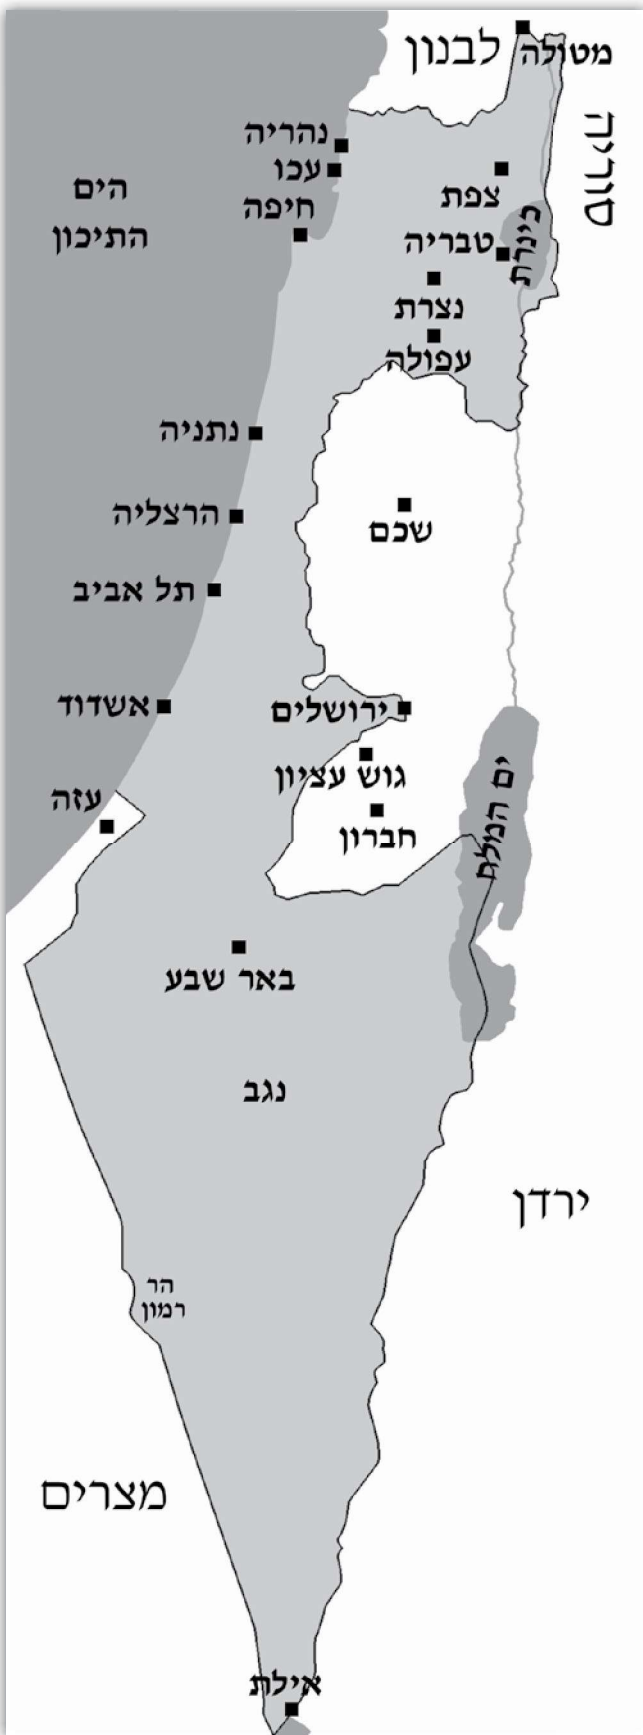 מטולה
לבנון
סוריה
נהריה
עכו
צפת
חיפה
הים
התיכון
כינרת
טבריה
נצרת
עפולה
נתניה
הרצליה
שכם
תל אביב
ירושלים
אשדוד
גוש עציון
עזה
חברון
ים המלח
באר שבע
נגב
ירדן
הר
רמון
מצרים
אילת